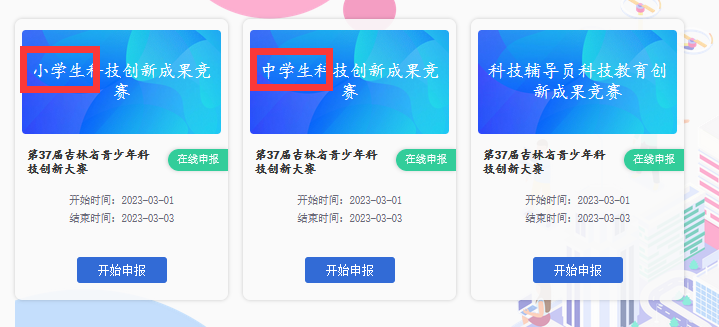 小学生科技创新成果竞
赛
第37届吉林省青少年科
技创新大赛
在线申报
开始时间：2023-03-01
结束时间：2023-03-03
开始申报
中学生科技创新成果竞
赛
第37届吉林省青少年科
技创新大赛
在线申报
开始时间：2023-03-01
结束时间：2023-03-03
开始申报
科技辅导员科技教育创
新成果竞赛
第37届吉林省青少年科
技创新大赛
在线申报
开始时间：2023-03-01
结束时间：2023-03-03
开始申报